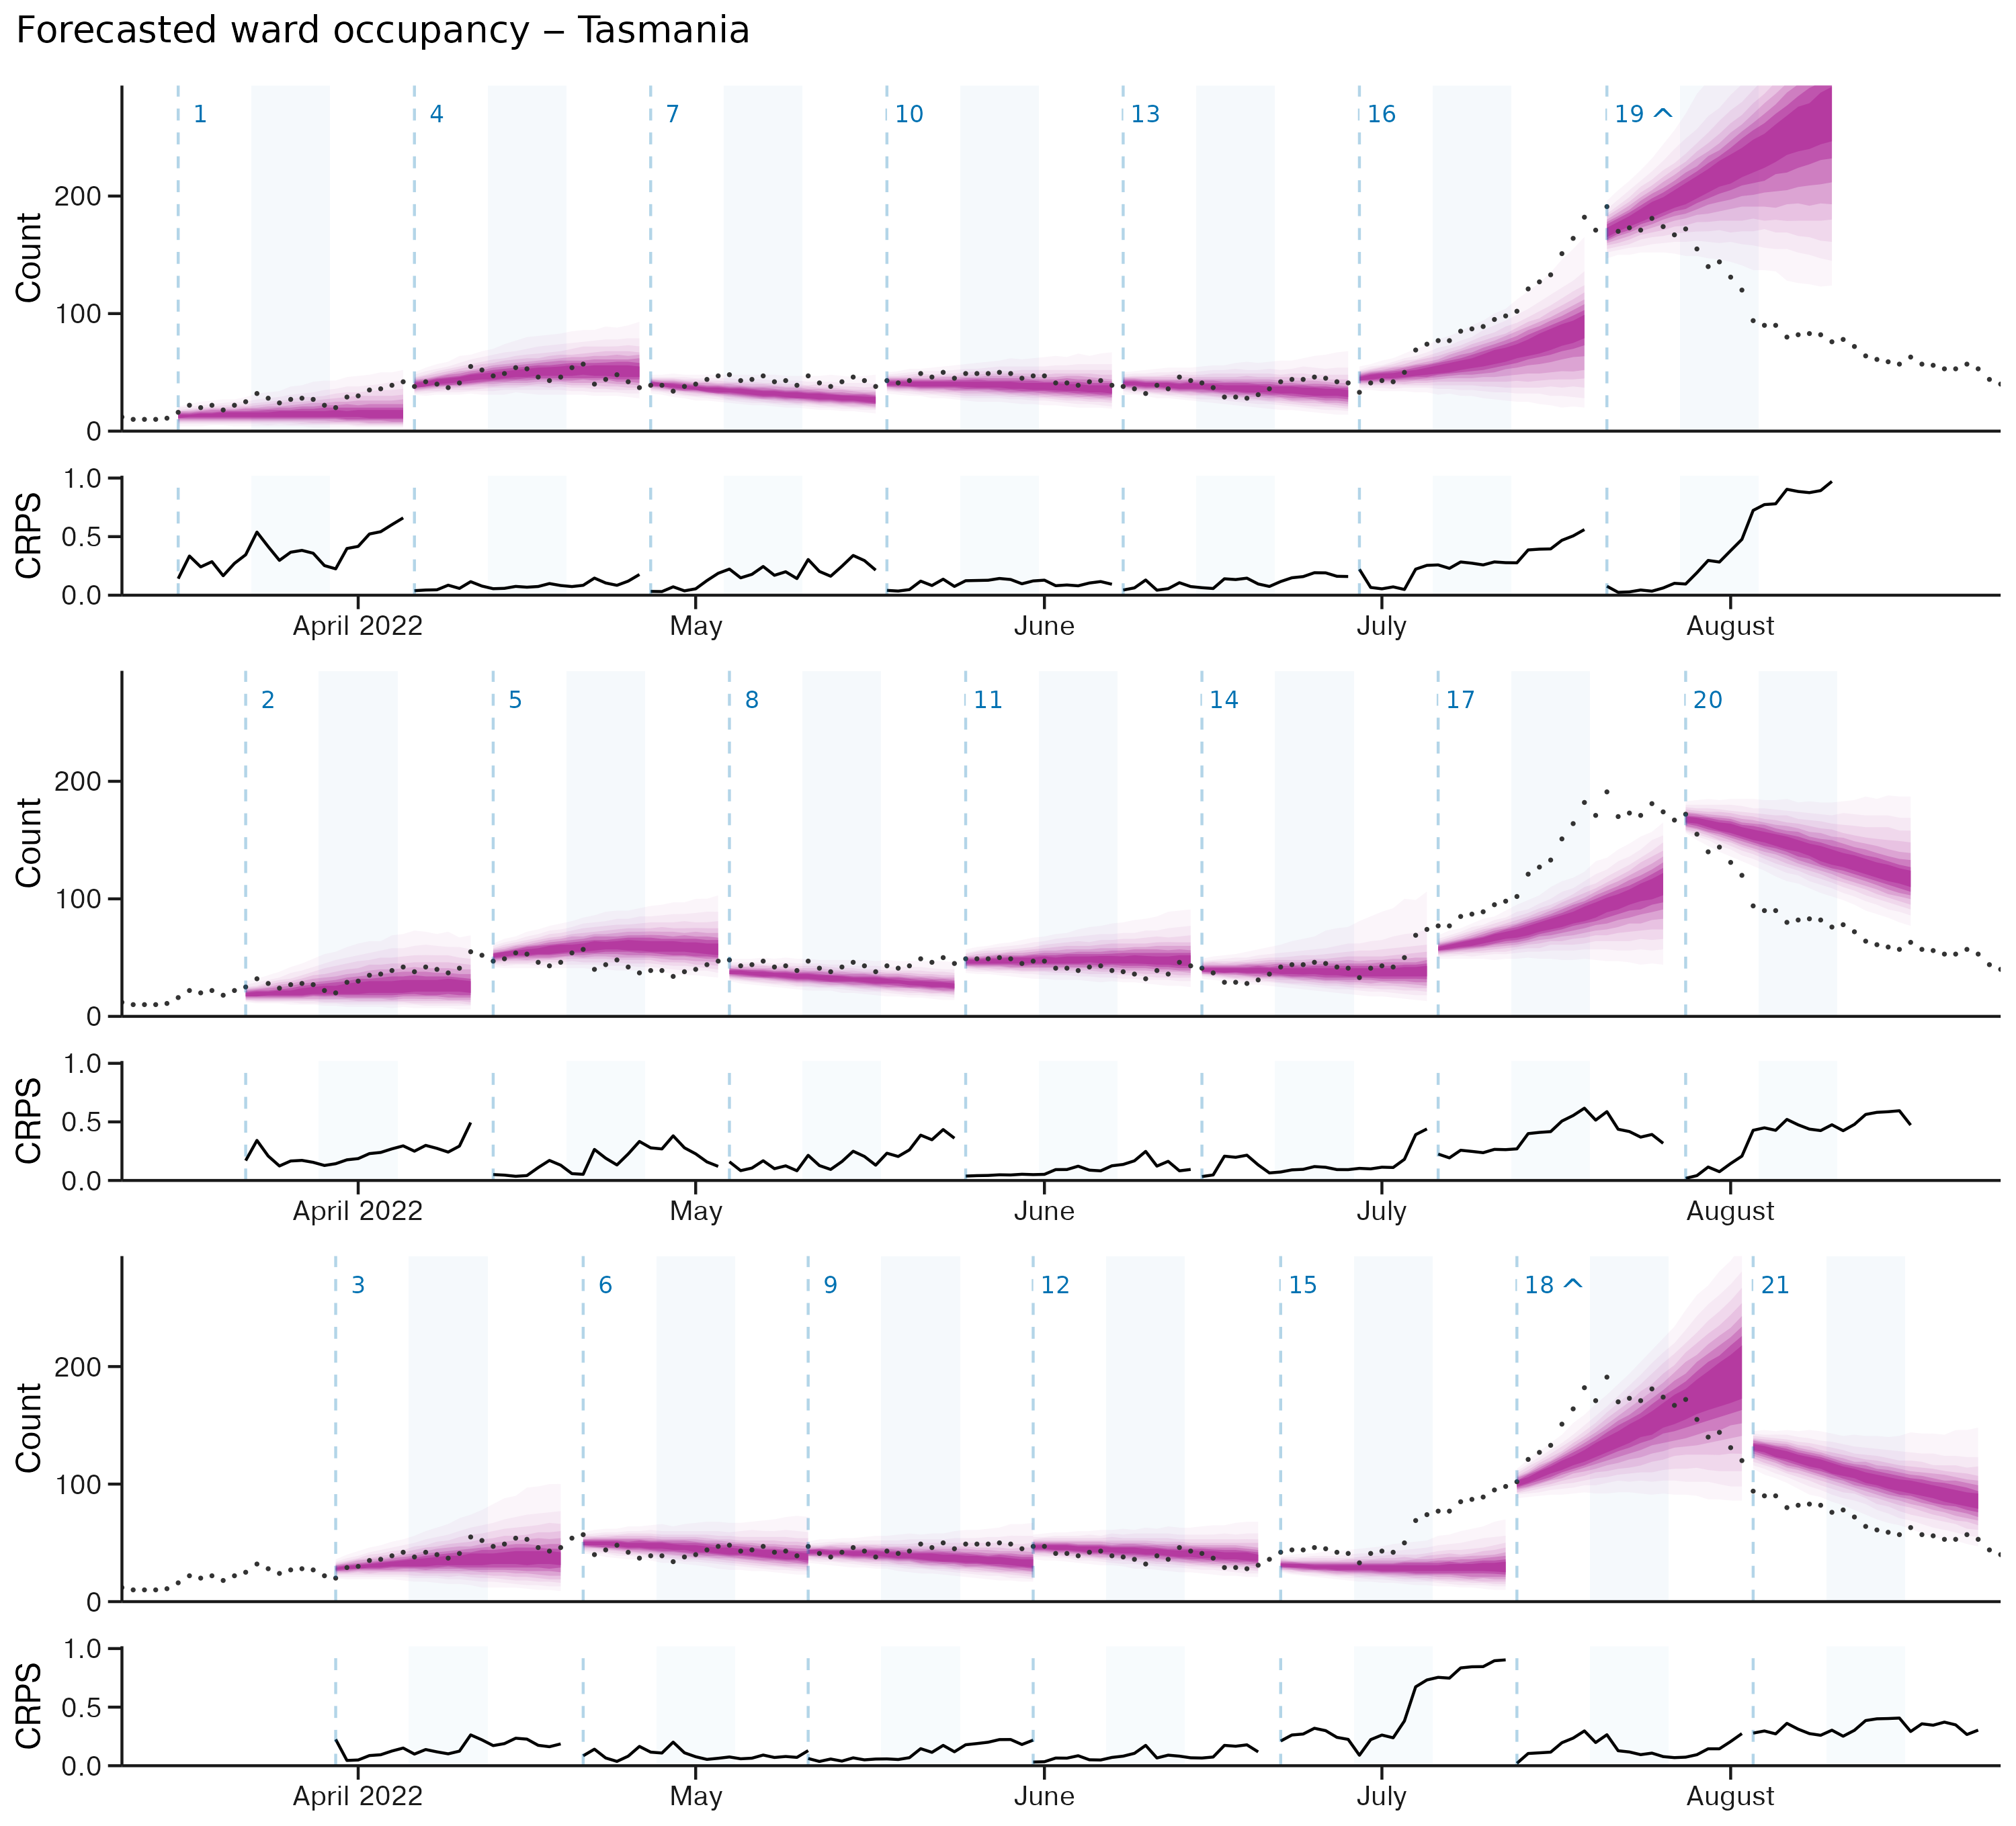 Forecasted ward occupancy – Tasmania
1 4 7 10 13 16 19 ^
Count
200
100
0
CRPS
1.0
0.5
0.0
April 2022 May June July August
2 5 8 11 14 17 20
Count
200
100
0
CRPS
1.0
0.5
0.0
April 2022 May June July August
3 6 9 12 15 18 ^ 21
Count
200
100
0
CRPS
1.0
0.5
0.0
April 2022 May June July August